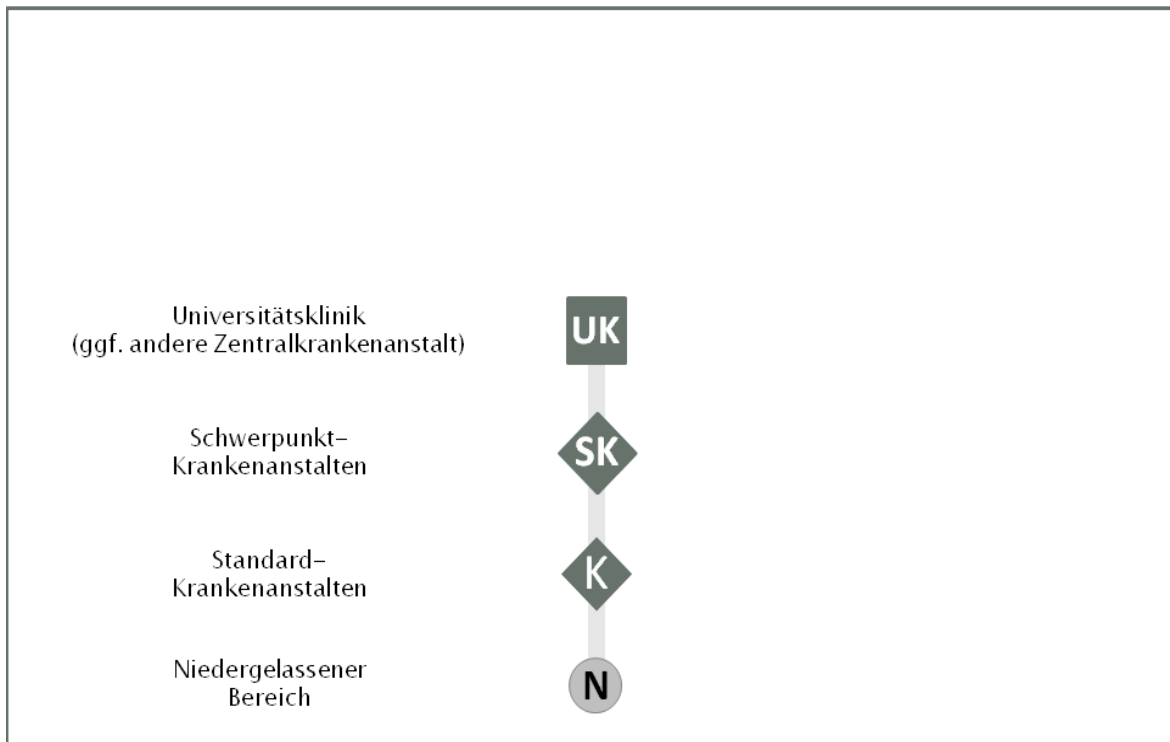 Universitätsklinik
(ggf. andere Zentralkrankenanstalt)
UK
Schwerpunkt–
Krankenanstalten
SK
Standard–
Krankenanstalten
K
Niedergelassener
Bereich
N